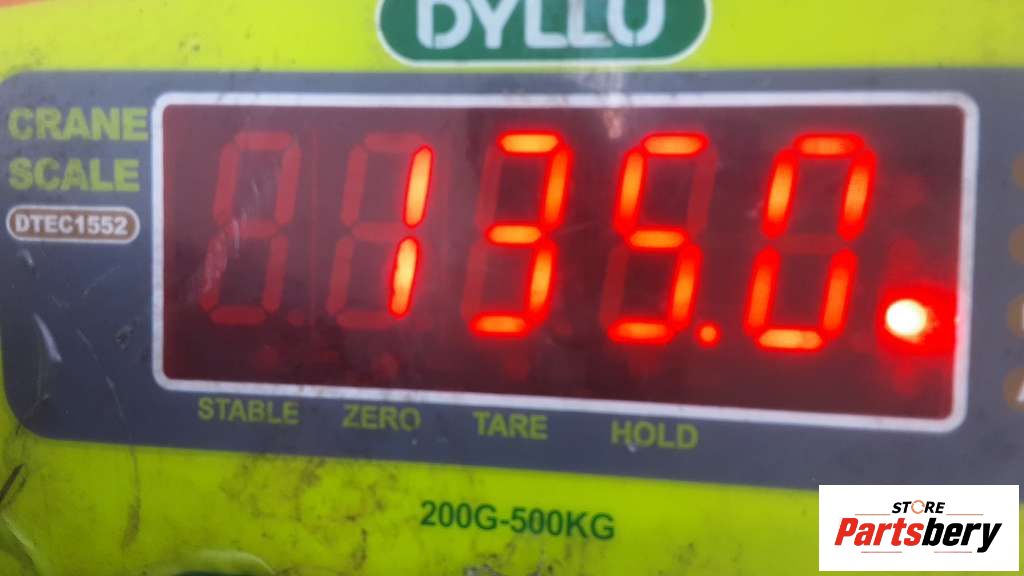 DYLLU
CRANE
SCALE
DTEC1552
135.0
STABLE ZERO TARE HOLD
200G-500KG
STORE
Partsbery